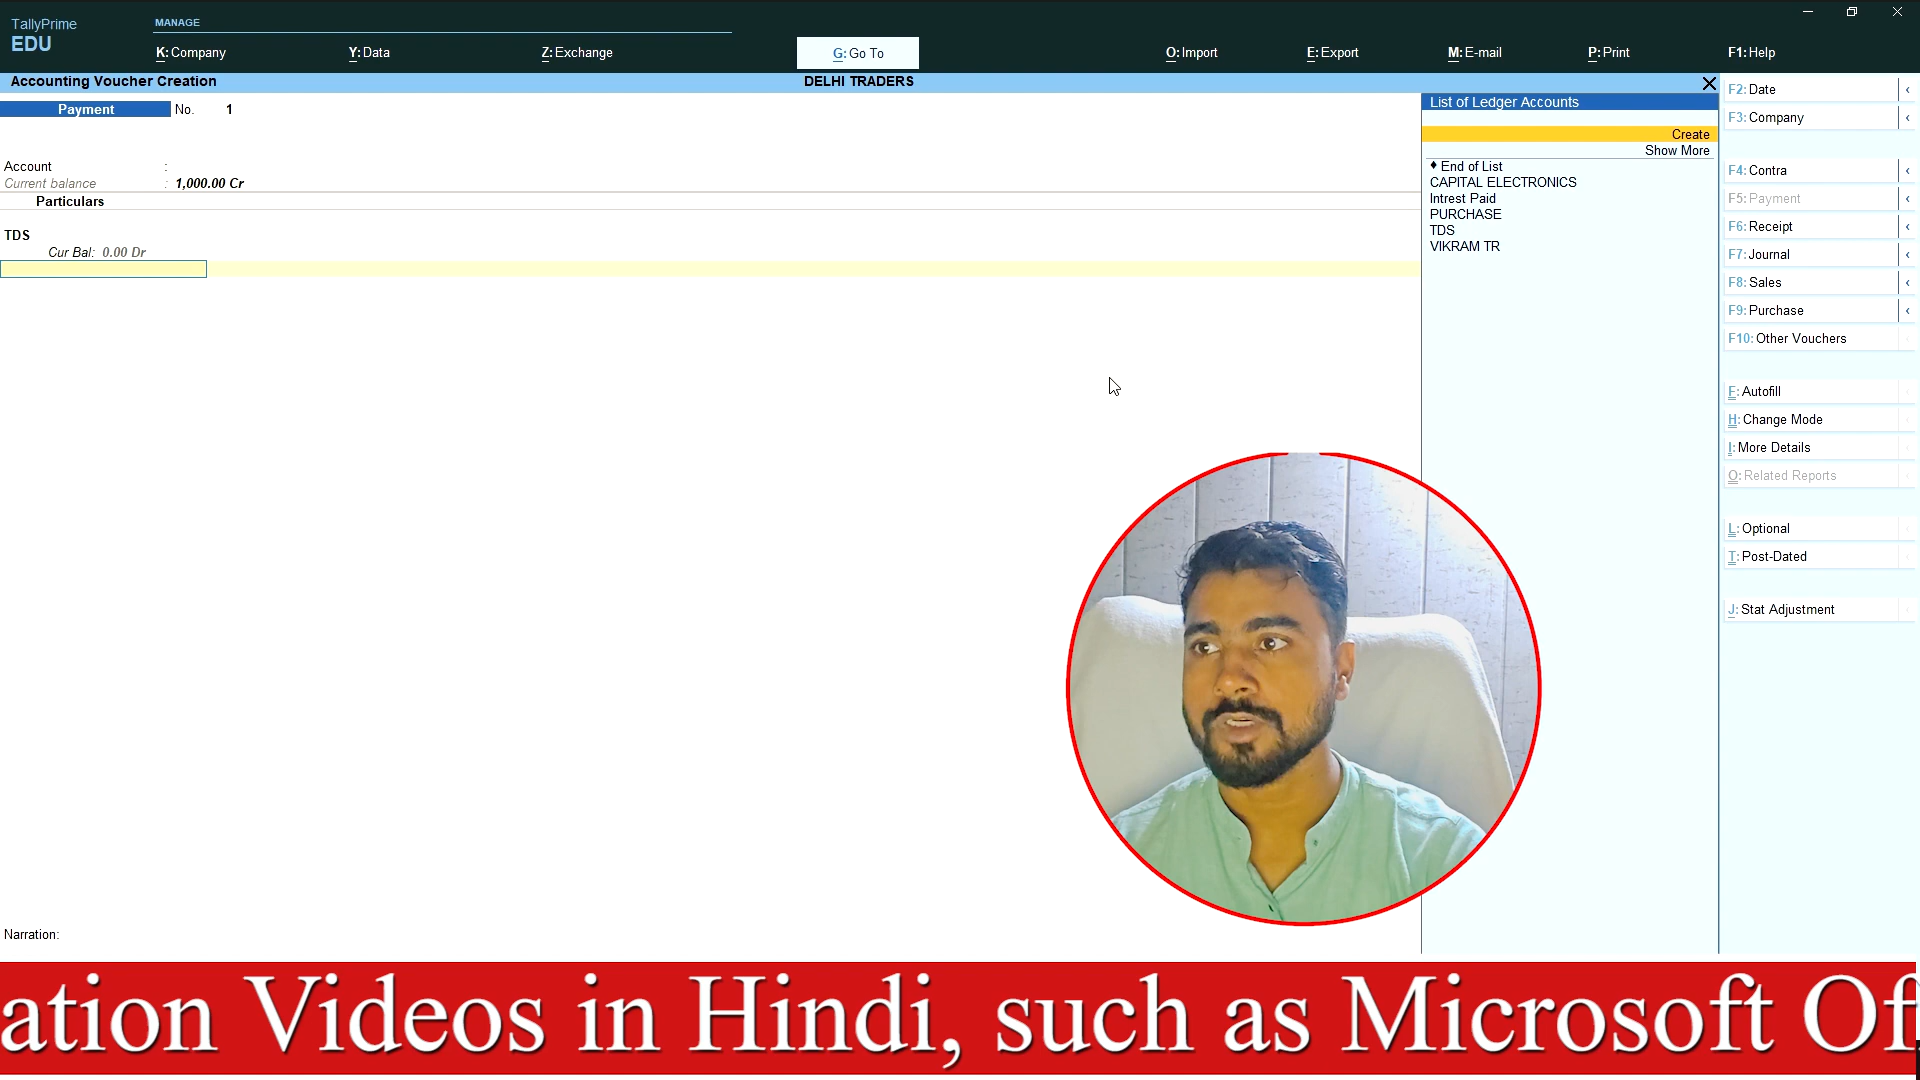 TallyPrime
EDU
MANAGE
K: Company
Y: Data
Z: Exchange
G: Go To
O: Import
E: Export
M: E-mail
P: Print
F1: Help
Accounting Voucher Creation
DELHI TRADERS
Payment No. 1
Account :
Current balance : 1,000.00 Cr
Particulars
TDS
Cur Bal: 0.00 Dr
Narration:
List of Ledger Accounts
Create
Show More
♦ End of List
CAPITAL ELECTRONICS
Intrest Paid
PURCHASE
TDS
VIKRAM TR
F2: Date
F3: Company
F4: Contra
F5: Payment
F6: Receipt
F7: Journal
F8: Sales
F9: Purchase
F10: Other Vouchers
F: Autofill
H: Change Mode
I: More Details
O: Related Reports
L: Optional
T: Post-Dated
J: Stat Adjustment
ation Videos in Hindi, such as Microsoft Of